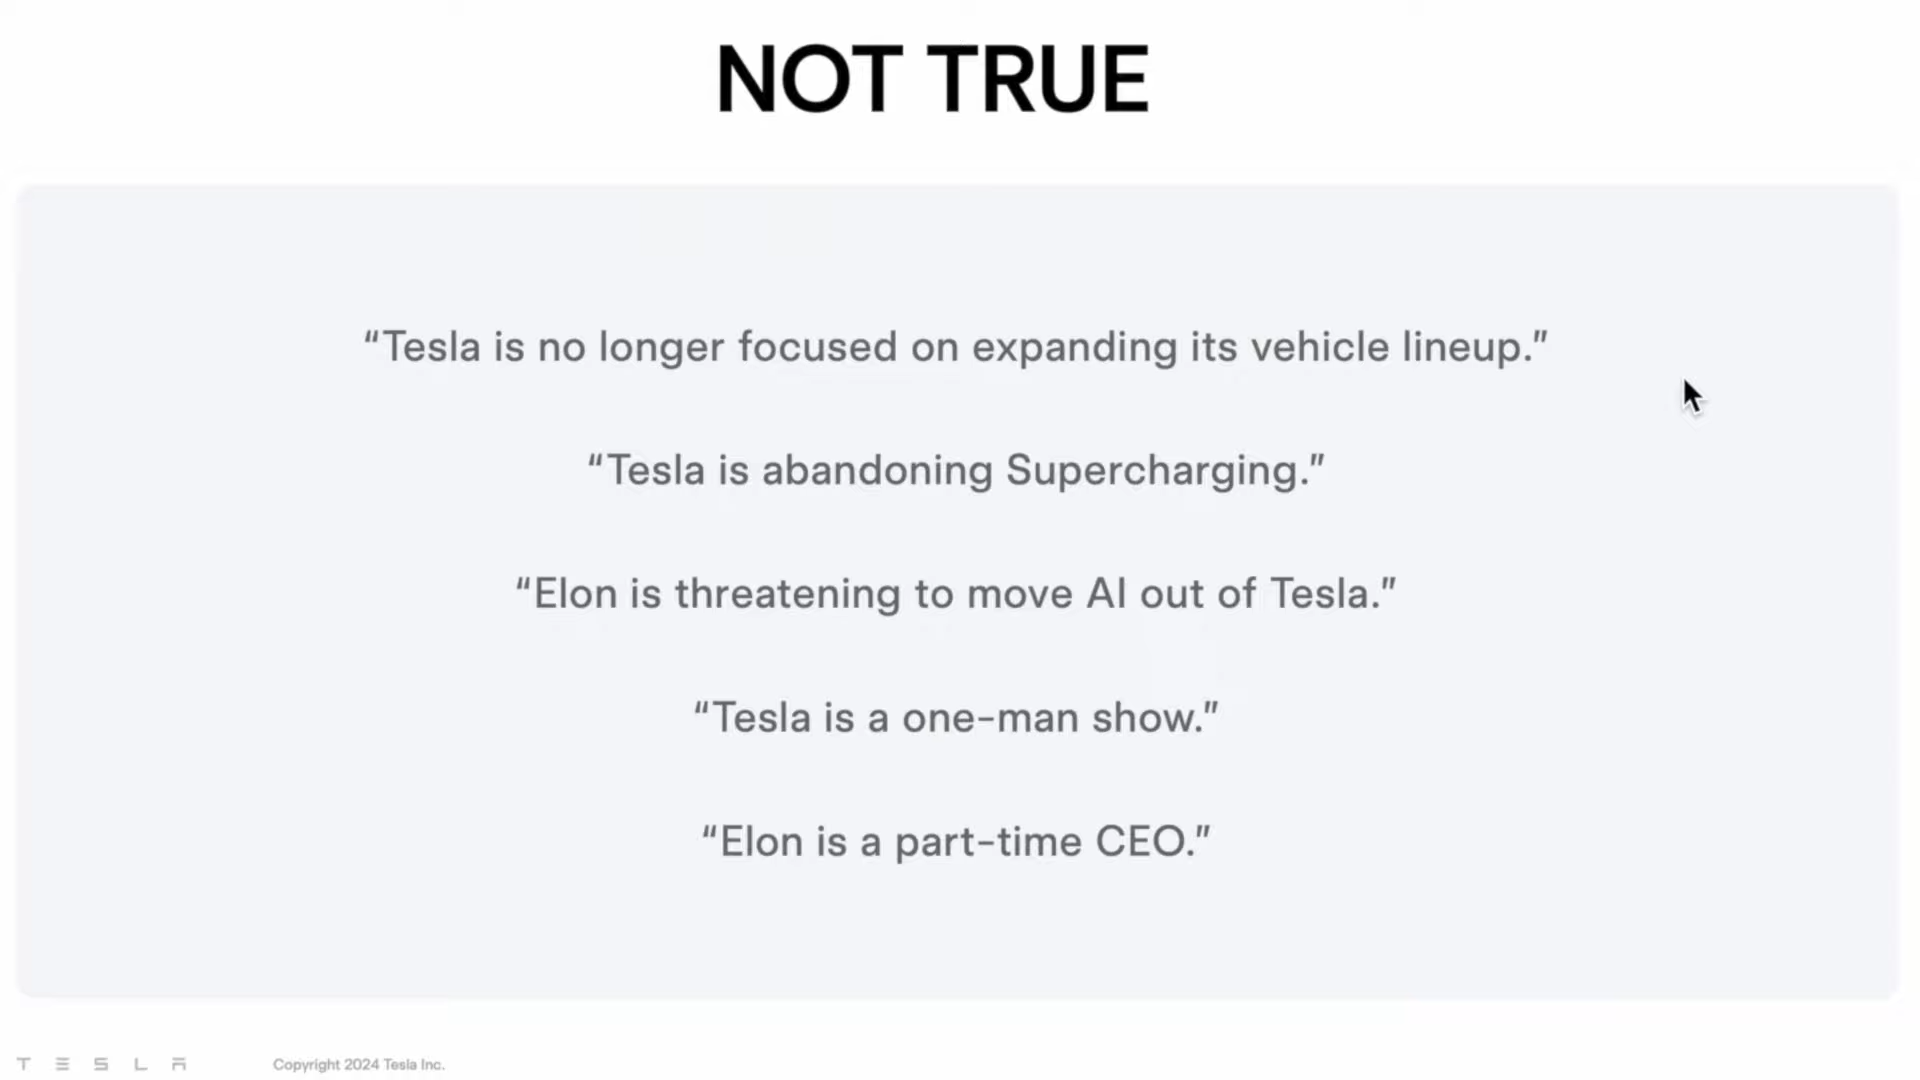 NOT TRUE
“Tesla is no longer focused on expanding its vehicle lineup.”
“Tesla is abandoning Supercharging.”
“Elon is threatening to move AI out of Tesla.”
“Tesla is a one-man show.”
“Elon is a part-time CEO.”
TESLA
Copyright 2024 Tesla Inc.